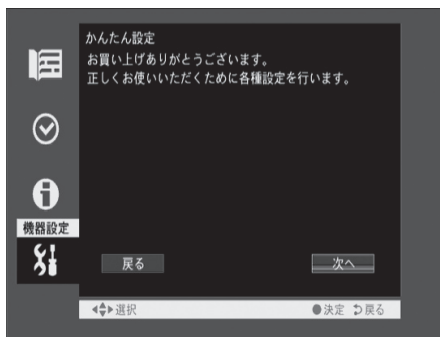 かんたん設定
お買い上げありがとうございます。
正しくお使いいただくために各種設定を行います。
機器設定
戻る
次へ
選択
決定 戻る